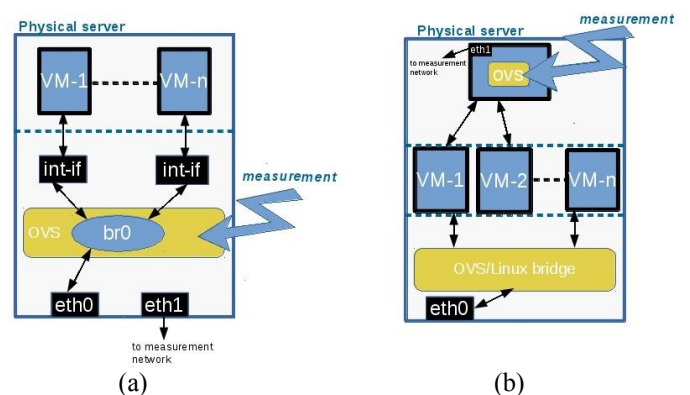 Physical server
VM-1
VM-n
int-if
int-if
measurement
ovs
br0
eth0
eth1
to measurement
network
(a)
measurement
Physical server
eth1
to measurement
network
ovs
VM-1
VM-2
VM-n
OVS/Linux bridge
eth0
(b)